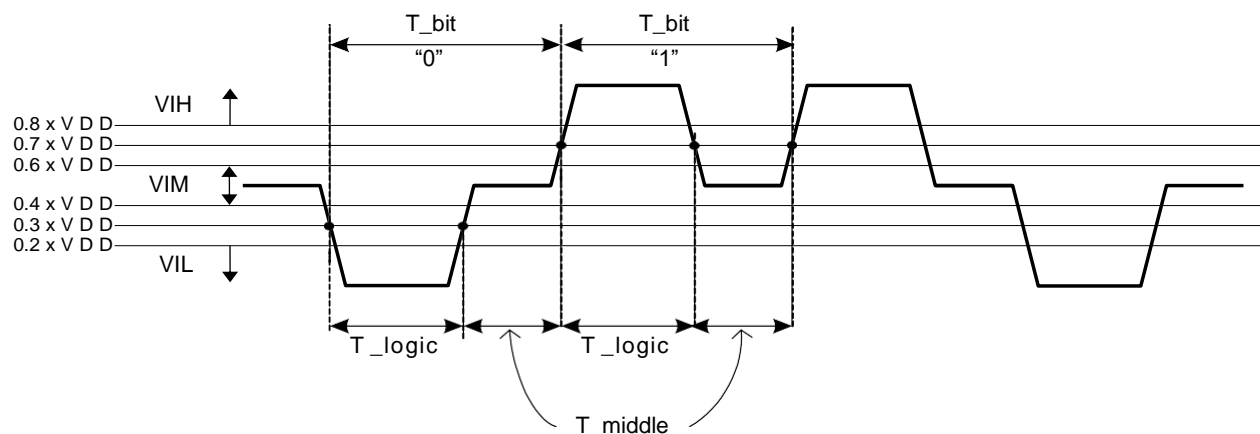 T_bit
T_bit
“0”
“1”
VIH
0.8 x V D D
0.7 x V D D
0.6 x V D D
VIM
0.4 x V D D
0.3 x V D D
0.2 x V D D
VIL
T _logic
T _logic
T middle